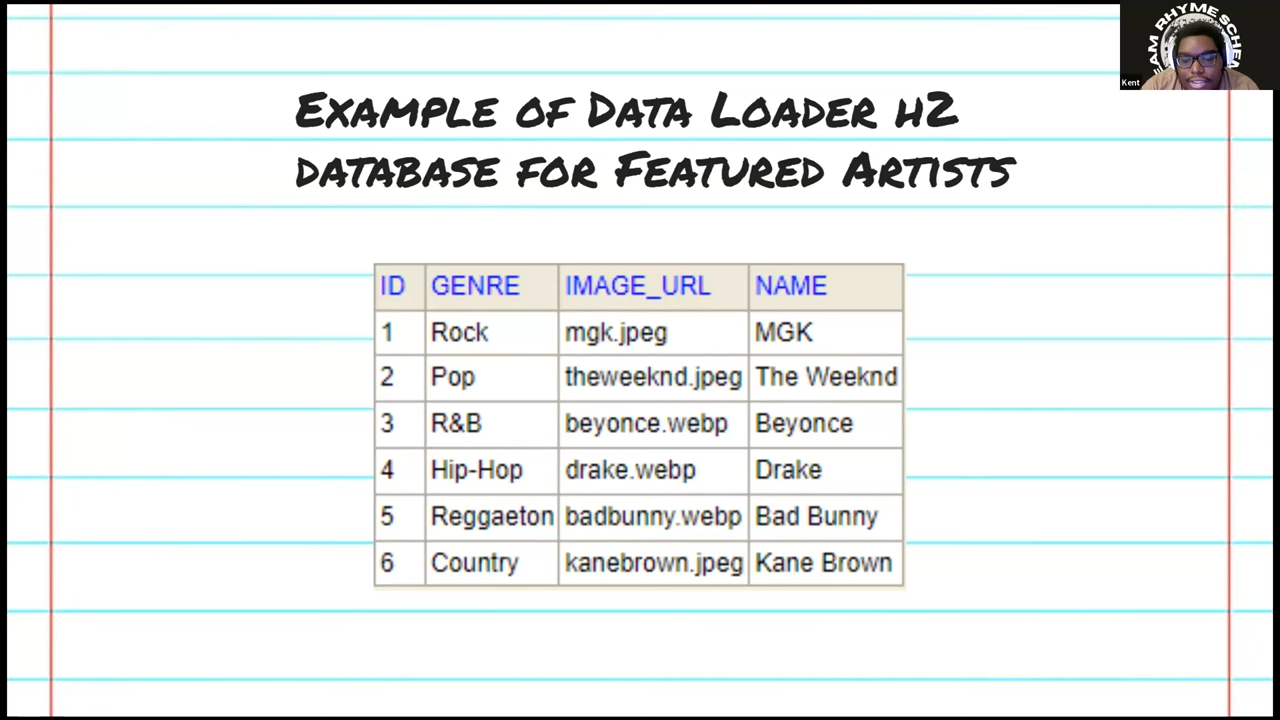 Example of Data Loader H2
database for Featured Artists
ID GENRE IMAGE_URL NAME
1 Rock mgk.jpeg MGK
2 Pop theweeknd.jpeg The Weeknd
3 R&B beyonce.webp Beyonce
4 Hip-Hop drake.webp Drake
5 Reggaeton badbunny.webp Bad Bunny
6 Country kanebrown.jpeg Kane Brown
RHYME
Kent